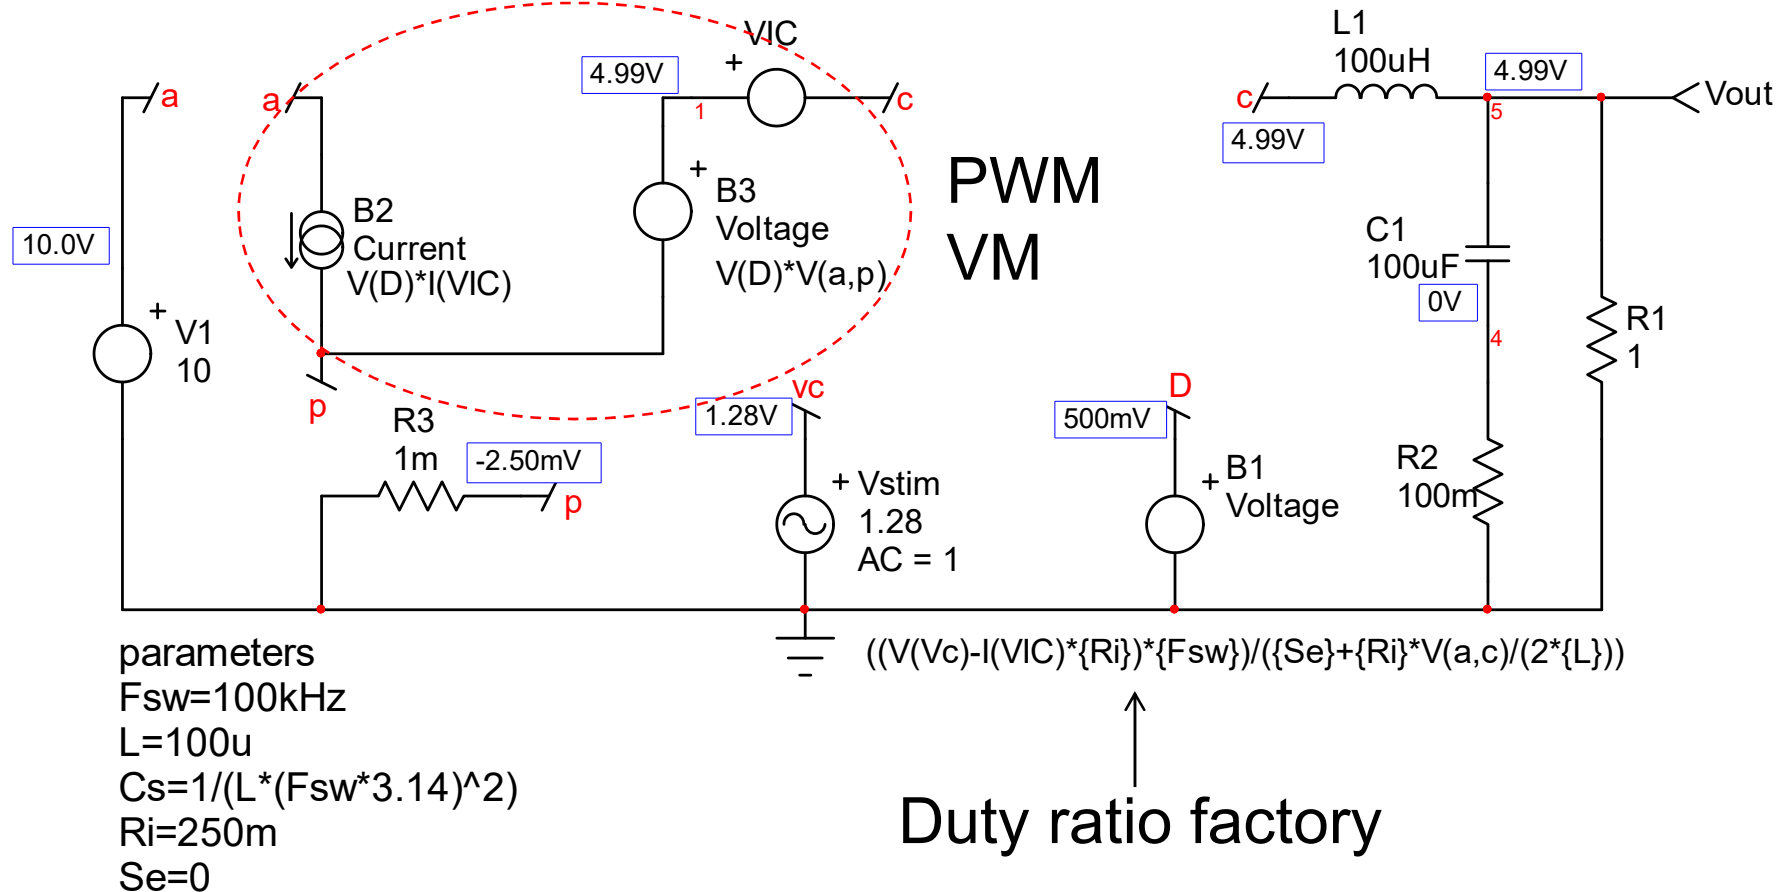 VIC
+
4.99V
1
c
a
a
10.0V
+
V1
10
B2
Current
V(D)*I(VIC)
+
B3
Voltage
V(D)*V(a,p)
p
PWM
VM
L1
100uH
c
4.99V
4.99V
5
Vout
C1
100uF
0V
4
R1
1
R2
100m
R3
1m
-2.50mV
p
vc
1.28V
+
Vstim
1.28
AC = 1
D
500mV
+
B1
Voltage
((V(Vc)-I(VIC)*{Ri})*{Fsw})/({Se}+{Ri}*V(a,c)/(2*{L}))
Duty ratio factory
parameters
Fsw=100kHz
L=100u
Cs=1/(L*(Fsw*3.14)^2)
Ri=250m
Se=0